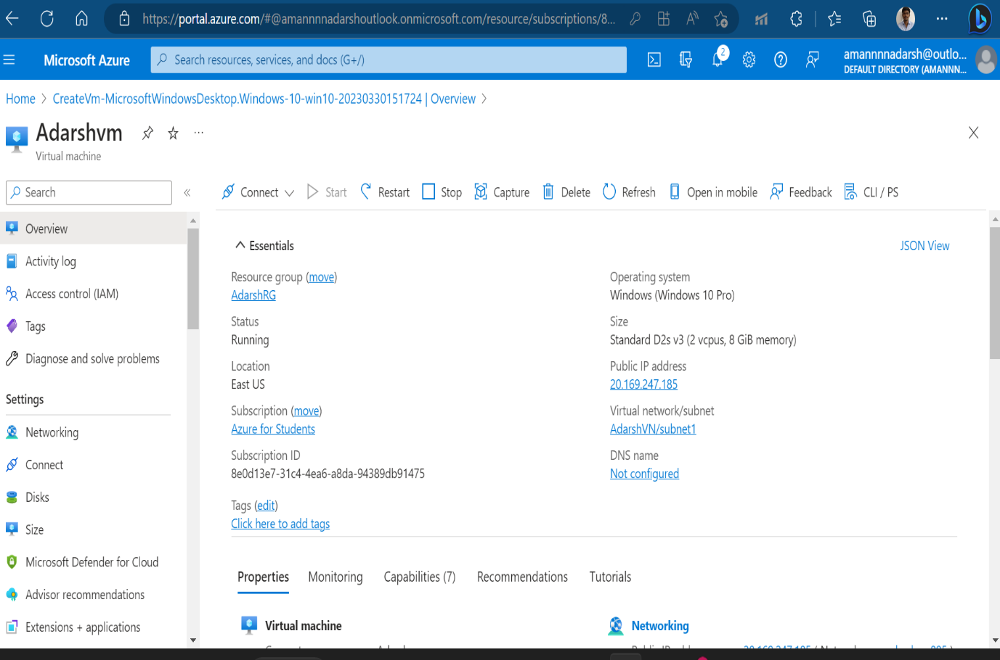 https://portal.azure.com/#@amannnnadarshoutlook.onmicrosoft.com/resource/subscriptions/8...
Microsoft Azure
Search resources, services, and docs (G+/)
2
amannnnadarsh@outlo...
DEFAULT DIRECTORY (AMANNN...
Home > CreateVm-MicrosoftWindowsDesktop.Windows-10-win10-20230330151724 | Overview >
Adarshvm
Virtual machine
Search
Connect Start Restart Stop Capture Delete Refresh Open in mobile Feedback CLI / PS
Overview
Activity log
Access control (IAM)
Tags
Diagnose and solve problems
Settings
Networking
Connect
Disks
Size
Microsoft Defender for Cloud
Advisor recommendations
Extensions + applications
Essentials
JSON View
Resource group (move)
AdarshRG
Status
Running
Location
East US
Subscription (move)
Azure for Students
Subscription ID
8e0d13e7-31c4-4ea6-a8da-94389db91475
Tags (edit)
Click here to add tags
Operating system
Windows (Windows 10 Pro)
Size
Standard D2s v3 (2 vcpus, 8 GiB memory)
Public IP address
20.169.247.185
Virtual network/subnet
AdarshVN/subnet1
DNS name
Not configured
Properties Monitoring Capabilities (7) Recommendations Tutorials
Virtual machine
Networking